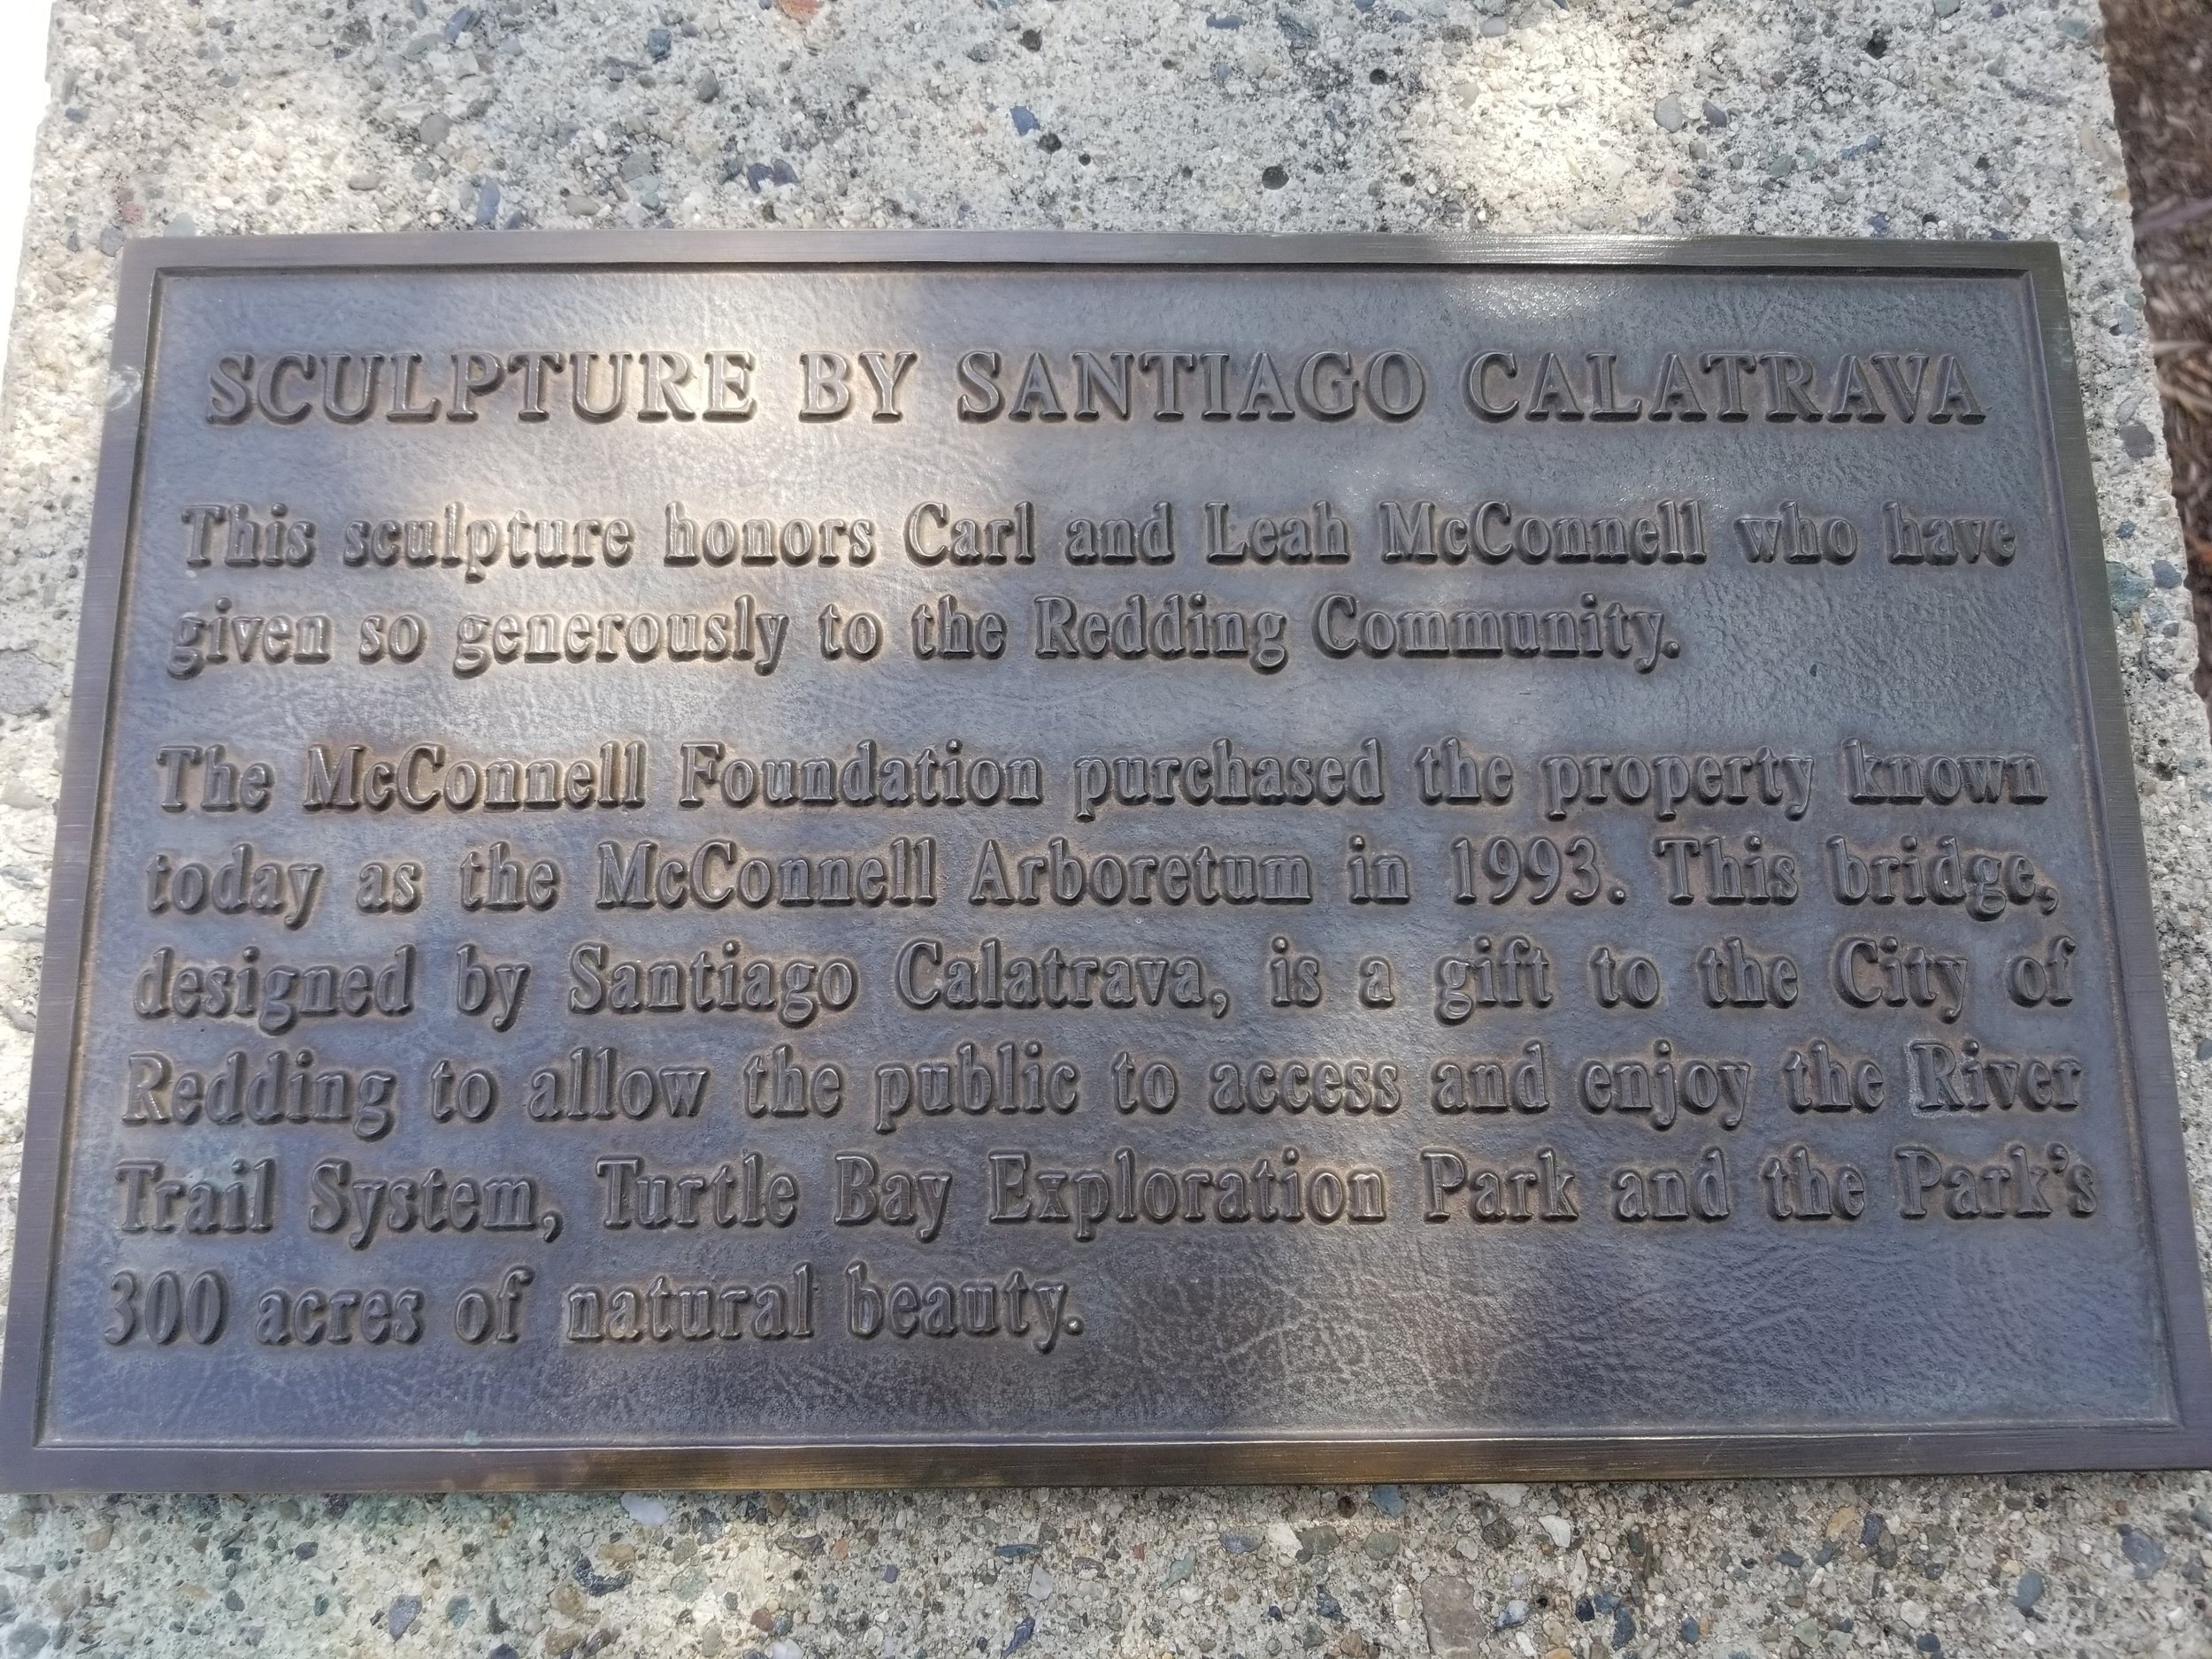 SCULPTURE BY SANTIAGO CALATRAVA
This sculpture honors Carl and Leah McConnell who have
given so generously to the Redding Community.
The McConnell Foundation purchased the property known
today as the McConnell Arboretum in 1993. This bridge,
designed by Santiago Calatrava, is a gift to the City of
Redding to allow the public to access and enjoy the River
Trail System, Turtle Bay Exploration Park and the Park's
300 acres of natural beauty.